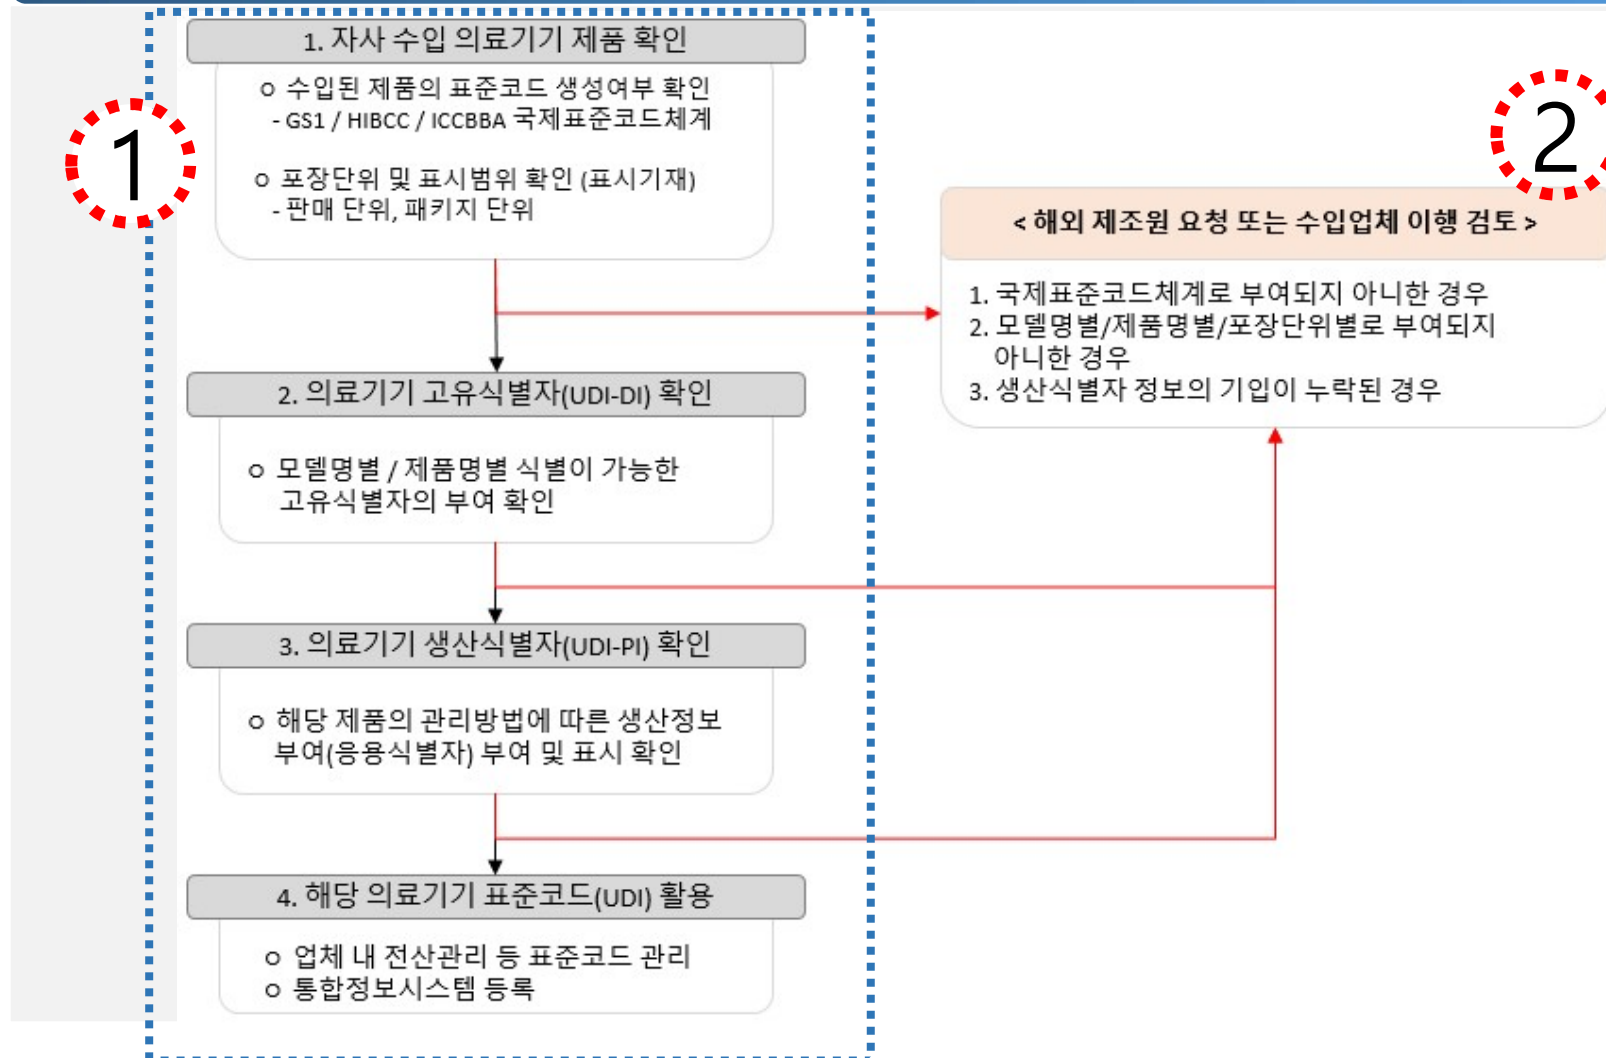 1. 자사 수입 의료기기 제품 확인
ㅇ 수입된 제품의 표준코드 생성여부 확인
- GS1 / HIBCC / ICCBBA 국제표준코드체계
ㅇ 포장단위 및 표시범위 확인 (표시기재)
- 판매 단위, 패키지 단위
1
2
< 해외 제조원 요청 또는 수입업체 이행 검토 >
1. 국제표준코드체계로 부여되지 아니한 경우
2. 모델명별/제품명별/포장단위별로 부여되지
아니한 경우
3. 생산식별자 정보의 기입이 누락된 경우
2. 의료기기 고유식별자(UDI-DI) 확인
ㅇ 모델명별 / 제품명별 식별이 가능한
고유식별자의 부여 확인
3. 의료기기 생산식별자(UDI-PI) 확인
ㅇ 해당 제품의 관리방법에 따른 생산정보
부여(응용식별자) 부여 및 표시 확인
4. 해당 의료기기 표준코드(UDI) 활용
ㅇ 업체 내 전산관리 등 표준코드 관리
ㅇ 통합정보시스템 등록